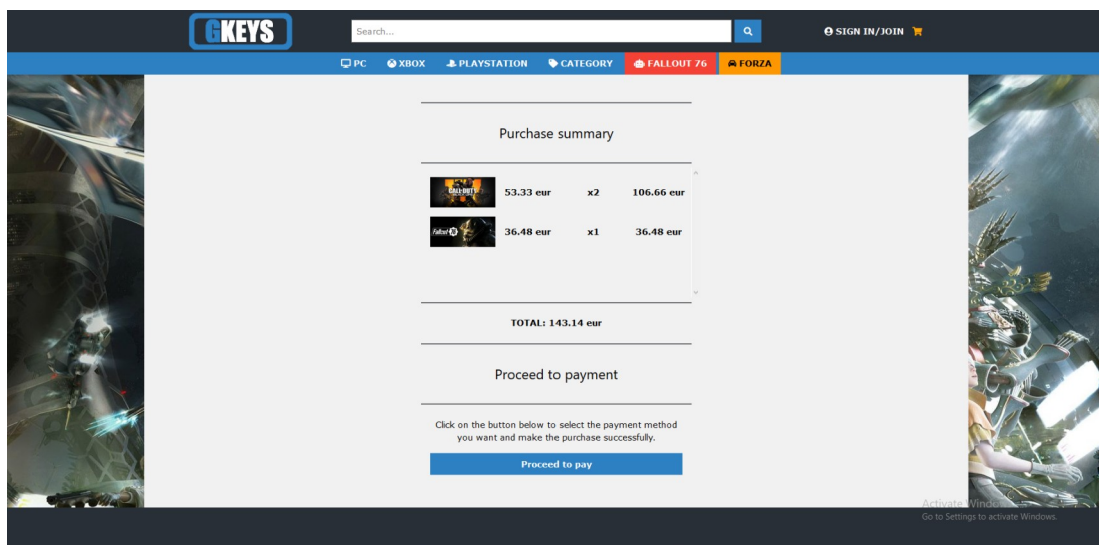 GKEYS
Search...
SIGN IN/JOIN
PC XBOX PLAYSTATION CATEGORY FALLOUT 76 FORZA
Purchase summary
CALL OF DUTY 53.33 eur x2 106.66 eur
Fallout 76 36.48 eur x1 36.48 eur
TOTAL: 143.14 eur
Proceed to payment
Click on the button below to select the payment method
you want and make the purchase successfully.
Proceed to pay
Activate Windows
Go to Settings to activate Windows.